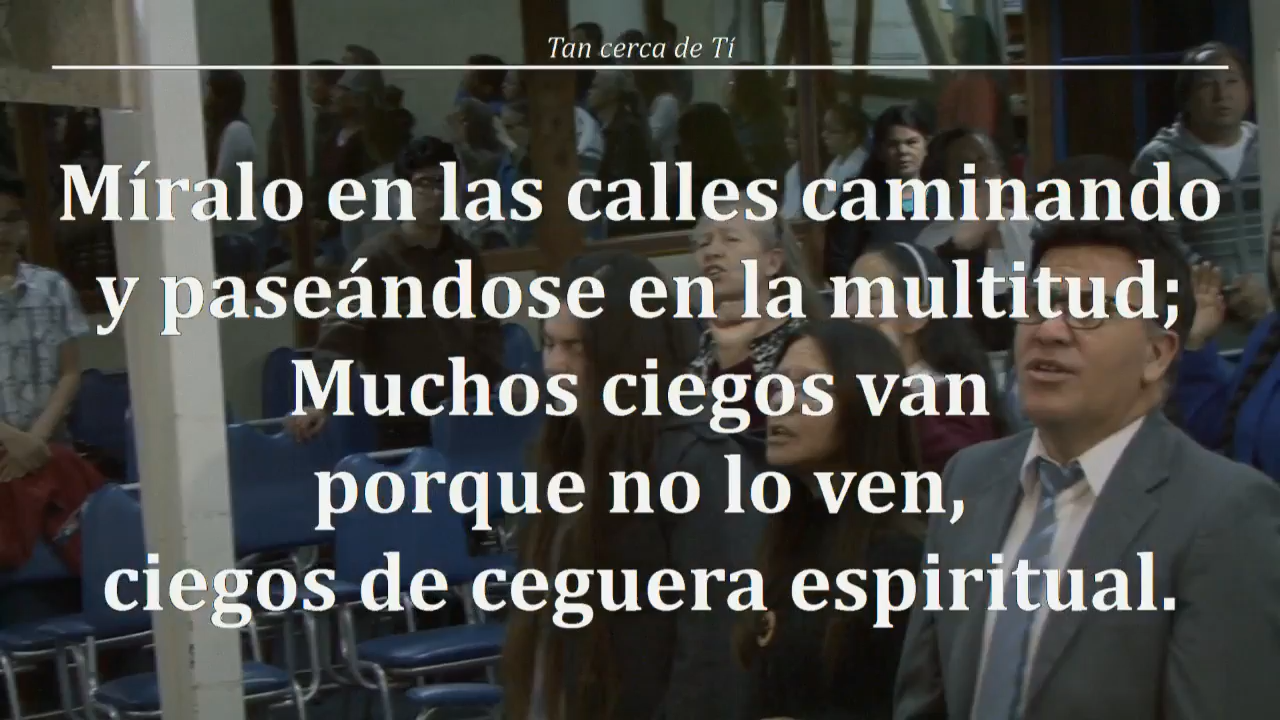 Tan cerca de Tí
Míralo en las calles caminando
y paseándose en la multitud;
Muchos ciegos van
porque no lo ven,
ciegos de ceguera espiritual.